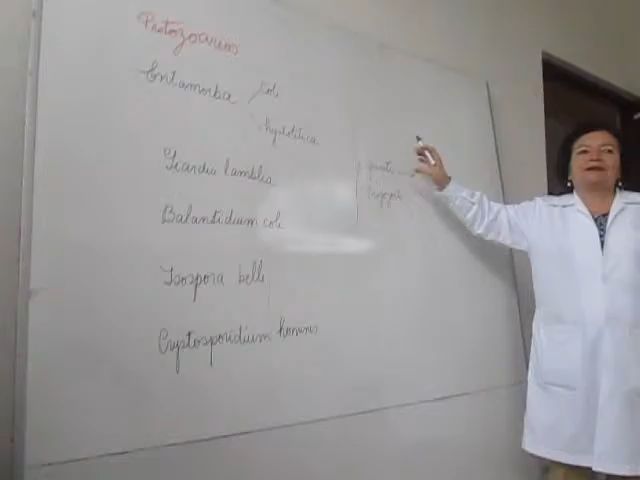 Protozoarios
Entamoeba coli
hystolitica
Giardia lamblia
Balantidium coli
Isospora belli
Cryptosporidium hominis